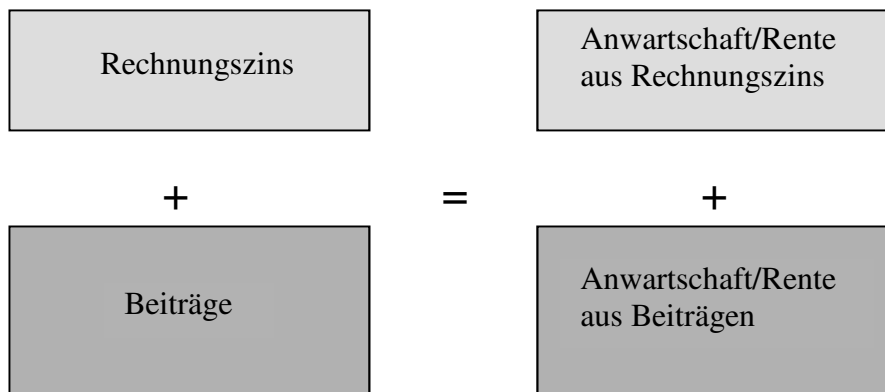 Rechnungszins
Anwartschaft/Rente
aus Rechnungszins
+ = +
Beiträge
Anwartschaft/Rente
aus Beiträgen